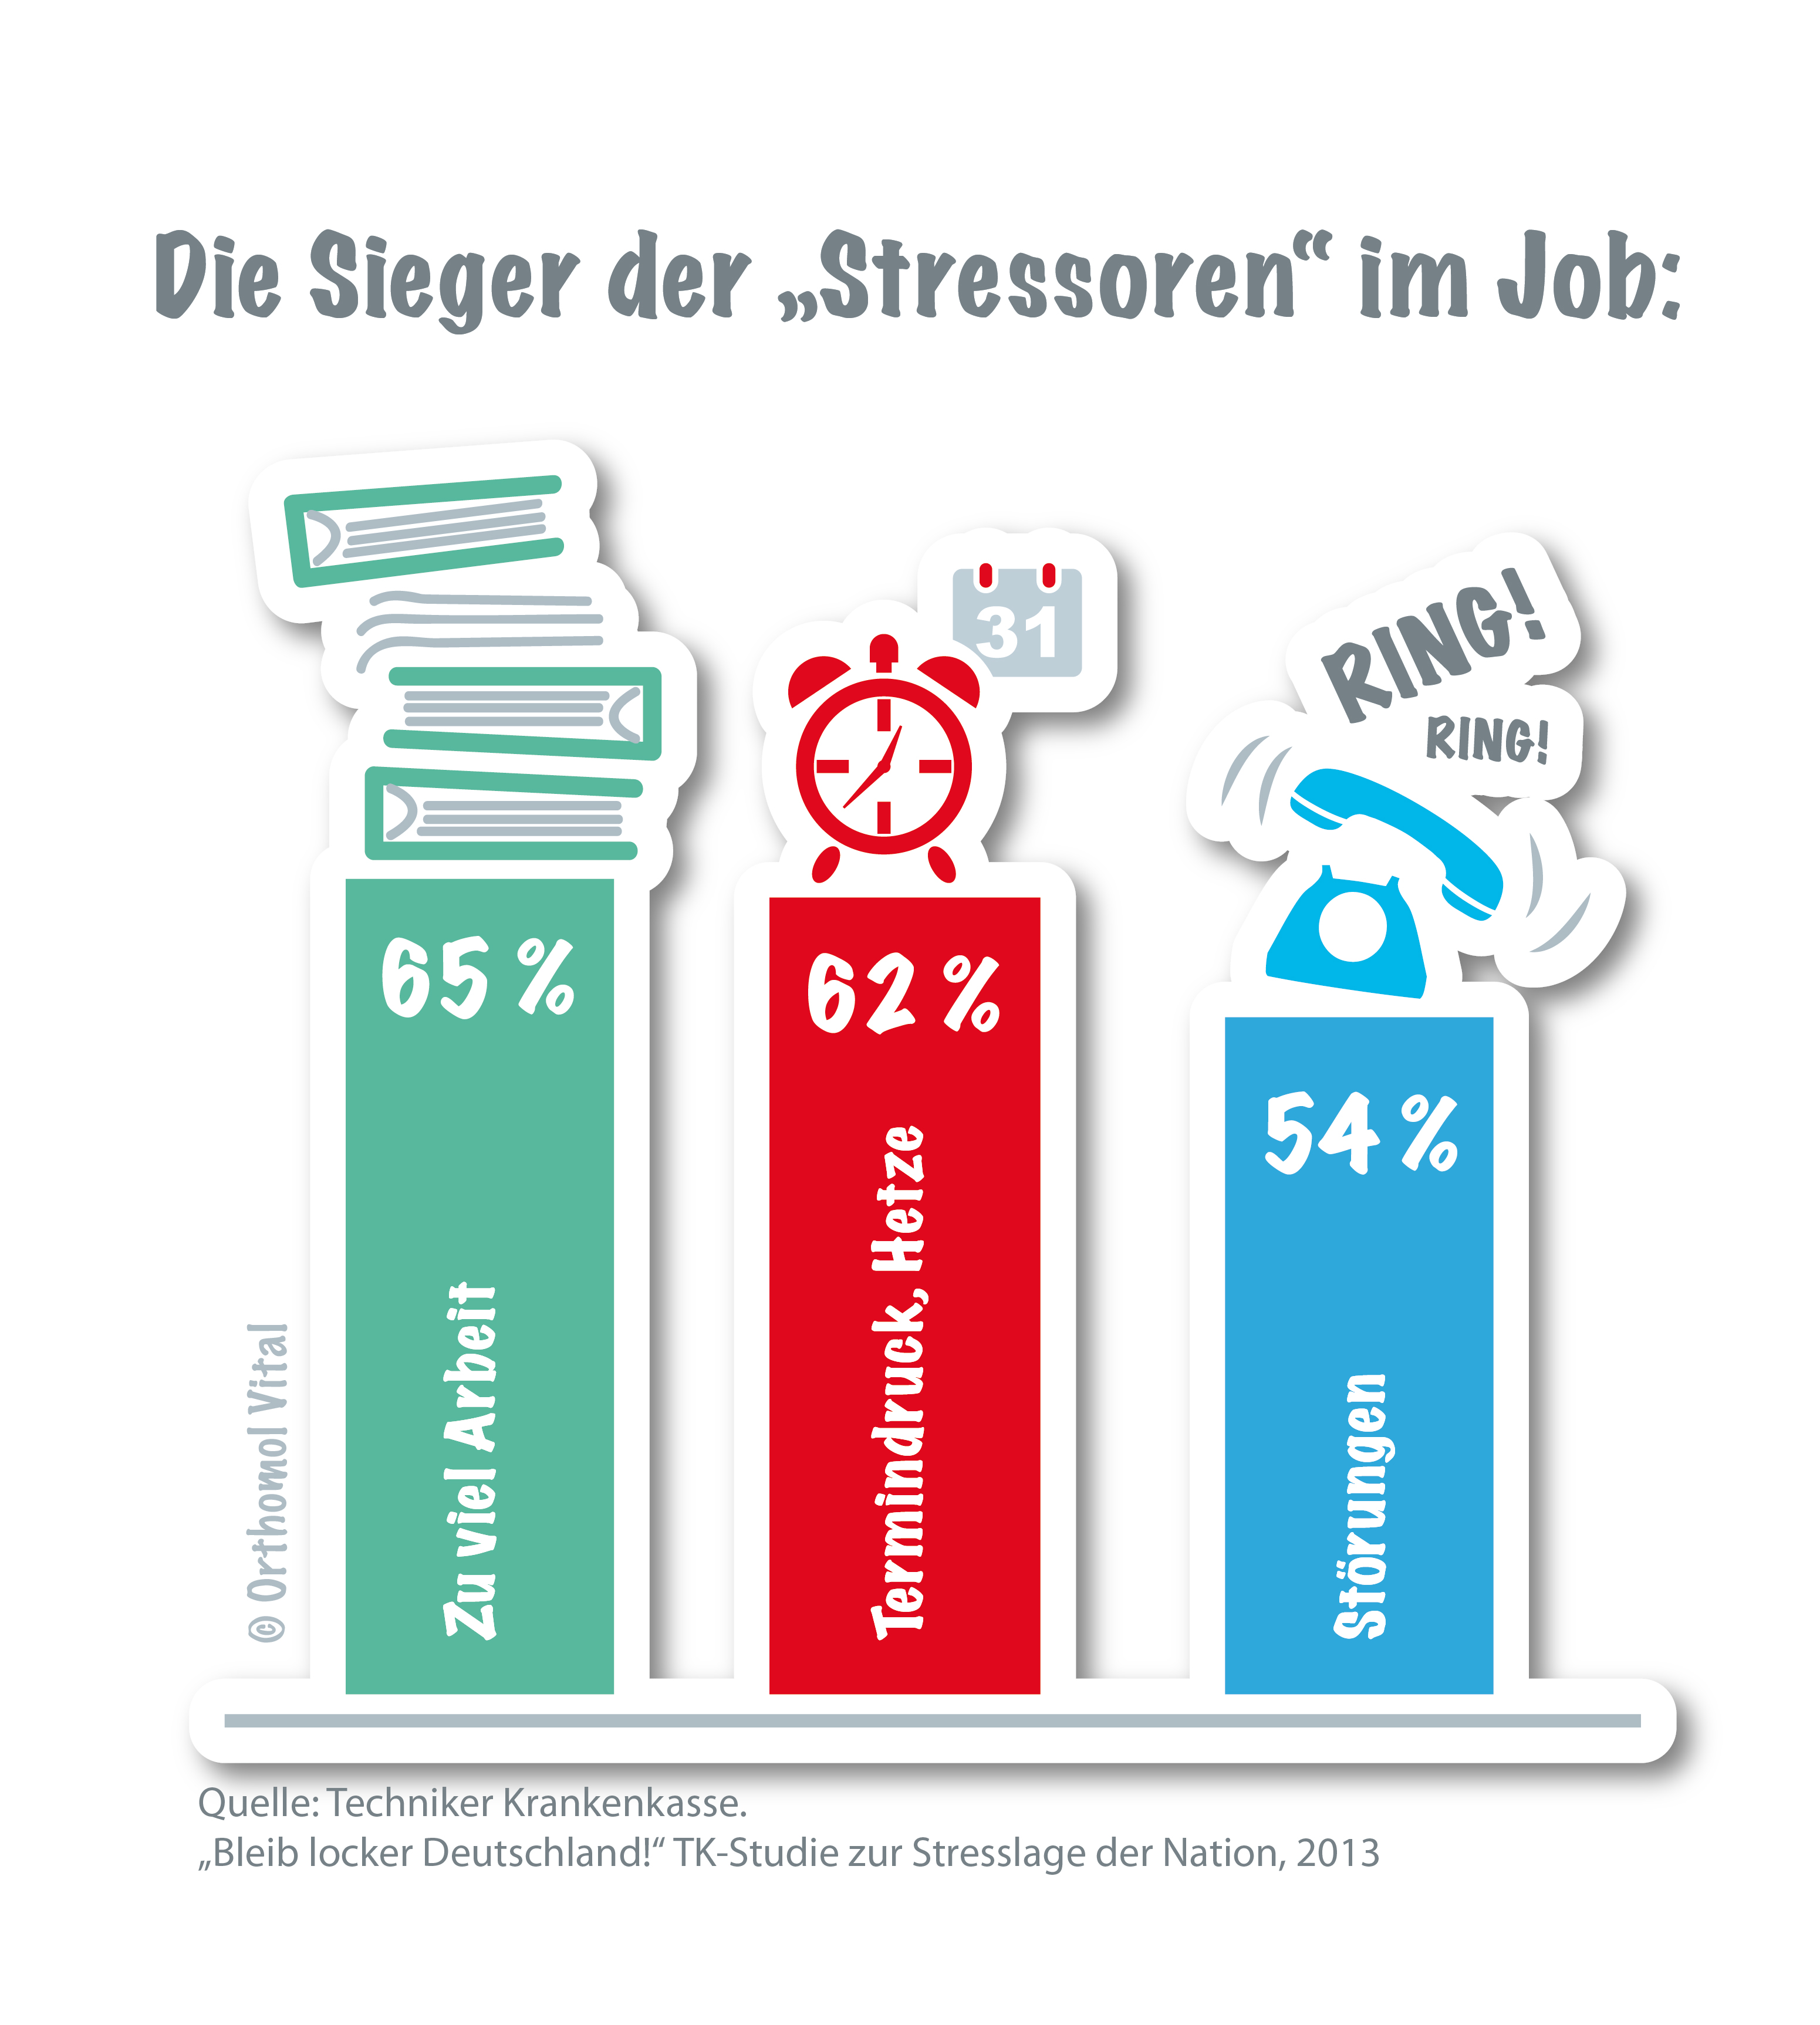 Die Sieger der „Stressoren“ im Job:
31
RING!
RING!
65 %
Zu viel Arbeit
62 %
Termindruck, Hetze
54 %
Störungen
© Orthomol Vital
Quelle: Techniker Krankenkasse.
„Bleib locker Deutschland!“ TK-Studie zur Stresslage der Nation, 2013